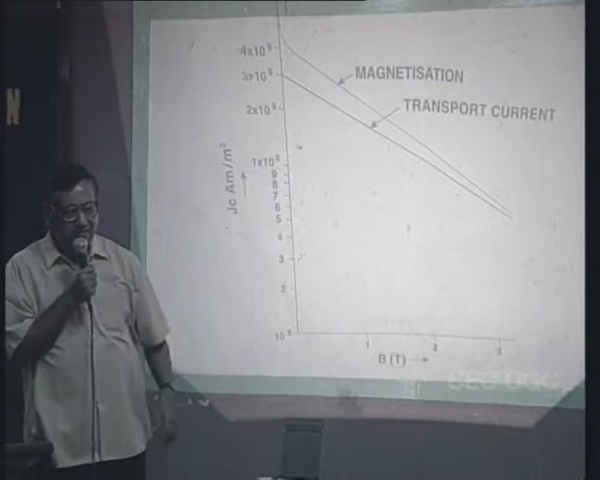 4x10⁹
3x10⁹
2x10⁹
1x10⁹
9
8
7
6
5
4
3
2
10⁸
Jc Am/m²
MAGNETISATION
TRANSPORT CURRENT
1
2
3
B (T)
N